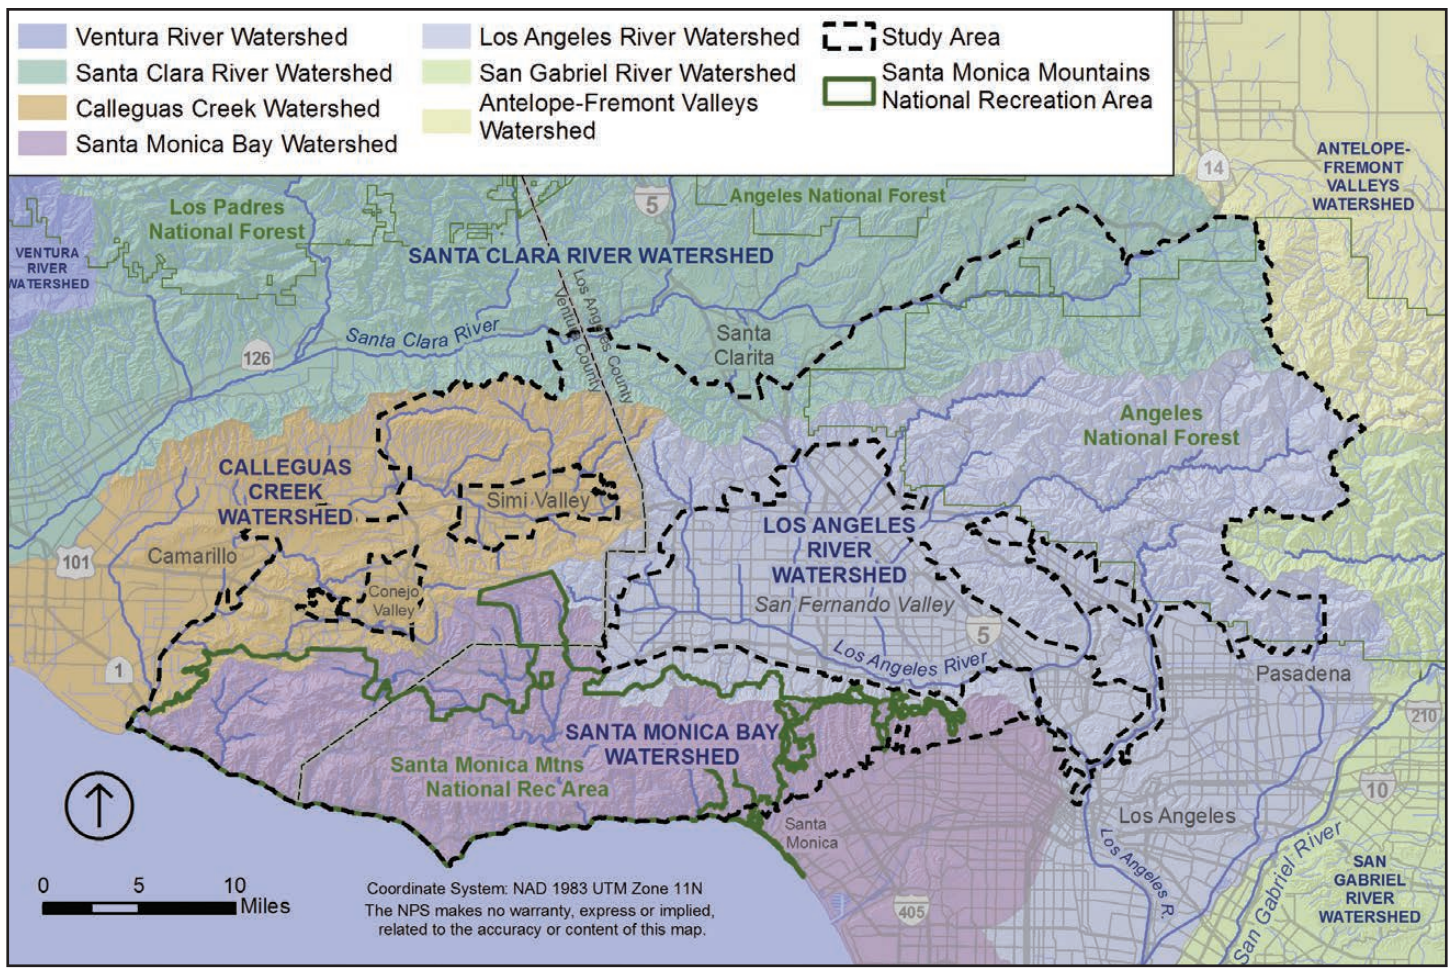 Ventura River Watershed
Santa Clara River Watershed
Calleguas Creek Watershed
Santa Monica Bay Watershed
Los Angeles River Watershed
San Gabriel River Watershed
Antelope-Fremont Valleys
Watershed
Study Area
Santa Monica Mountains
National Recreation Area
ANTELOPE-
FREMONT
VALLEYS
WATERSHED
14
5
Angeles National Forest
Los Padres
National Forest
VENTURA
RIVER
WATERSHED
SANTA CLARA RIVER WATERSHED
Los Angeles County
Ventura County
Santa Clara River
Santa
Clarita
126
Angeles
National Forest
CALLEGUAS
CREEK
WATERSHED
Simi Valley
LOS ANGELES
RIVER
WATERSHED
San Fernando Valley
101
Camarillo
Conejo
Valley
5
Los Angeles River
1
Pasadena
210
SANTA MONICA BAY
WATERSHED
Santa Monica Mtns
National Rec Area
10
Los Angeles
Santa
Monica
Los Angeles R.
San Gabriel River
SAN
GABRIEL
RIVER
WATERSHED
405
0 5 10
Miles
Coordinate System: NAD 1983 UTM Zone 11N
The NPS makes no warranty, express or implied,
related to the accuracy or content of this map.